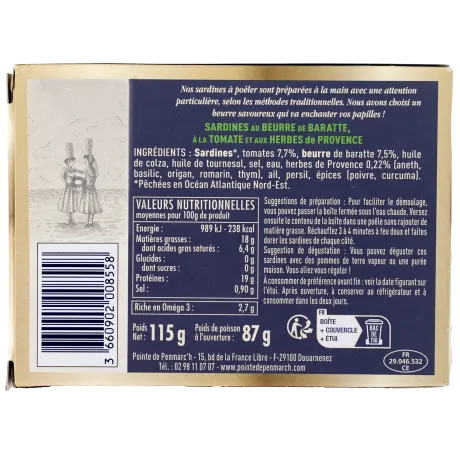 Nos sardines à poêler sont préparées à la main avec une attention
particulière, selon les méthodes traditionnelles. Nous avons choisi un
beurre savoureux qui va enchanter vos papilles !
SARDINES AU BEURRE DE BARATTE,
À LA TOMATE ET AUX HERBES DE PROVENCE
INGRÉDIENTS : Sardines*, tomates 7,7%, beurre de baratte 7,5%, huile
de colza, huile de tournesol, sel, eau, herbes de Provence 0,22% (aneth,
basilic, origan, romarin, thym), ail, persil, épices (poivre, curcuma).
*Pêchées en Océan Atlantique Nord-Est.
VALEURS NUTRITIONNELLES
moyennes pour 100g de produit
Energie : 989 kJ - 238 kcal
Matières grasses : 18 g
dont acides gras saturés : 6,4 g
Glucides : 0 g
dont sucres : 0 g
Protéines : 19 g
Sel : 0,90 g
Riche en Oméga 3 : 2,7 g
Suggestions de préparation : Pour faciliter le démoulage,
vous pouvez passer la boîte fermée sous l'eau chaude. Versez
ensuite le contenu de la boîte dans une poêle sans rajouter de
matière grasse. Réchauffez 3 à 4 minutes à feu doux et faites
dorer les sardines de chaque côté.
Suggestion de dégustation : Vous pouvez déguster ces
sardines avec des pommes de terre vapeur ou une purée
maison. Vous allez vous régaler !
A consommer de préférence avant fin : voir la date figurant sur
l'étui. Après ouverture, à conserver au réfrigérateur et à
consommer dans les deux jours.
Poids
net : 115g
Poids de poisson
à l'ouverture : 87g
FR
BOÎTE
+ COUVERCLE
+ ÉTUI
BAC
DE TRI
Pointe de Penmarc'h - 15, bd de la France Libre - F-29100 Douarnenez
Tél. : 02 98 11 07 07 - www.pointedepenmarch.com
FR
29.046.532
CE
3 660902 008558